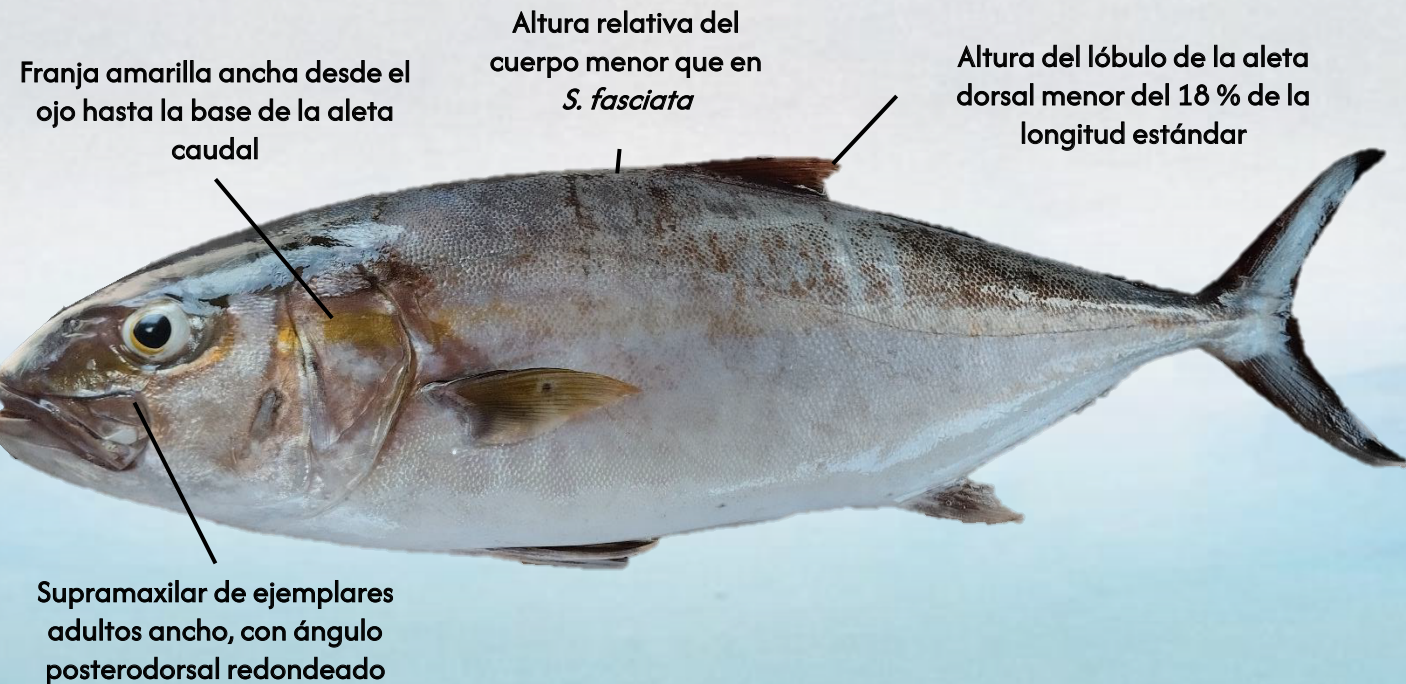 Altura relativa del
cuerpo menor que en
S. fasciata
Franja amarilla ancha desde el
ojo hasta la base de la aleta
caudal
Altura del lóbulo de la aleta
dorsal menor del 18 % de la
longitud estándar
Supramaxilar de ejemplares
adultos ancho, con ángulo
posterodorsal redondeado